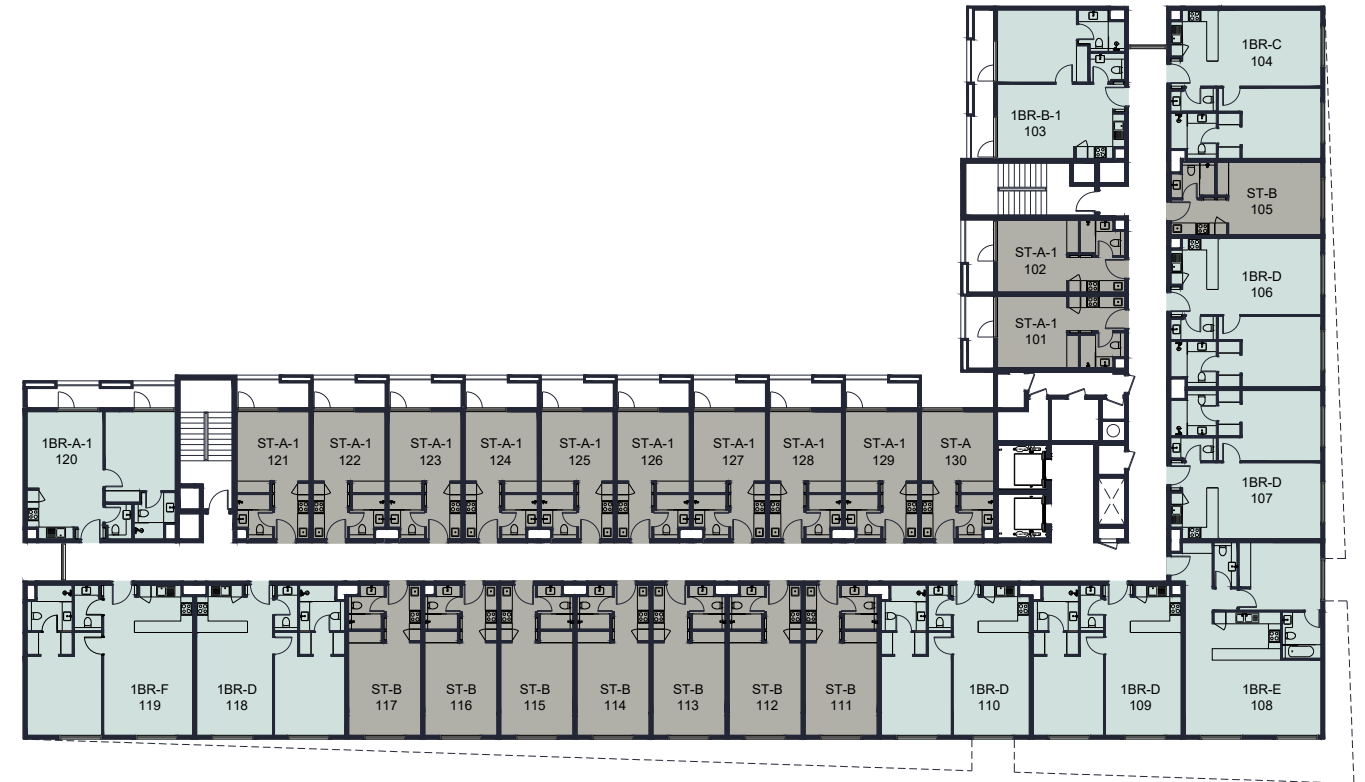 1BR-C
104
1BR-B-1
103
ST-B
105
ST-A-1
102
1BR-D
106
ST-A-1
101
1BR-A-1
120
ST-A-1
121
ST-A-1
122
ST-A-1
123
ST-A-1
124
ST-A-1
125
ST-A-1
126
ST-A-1
127
ST-A-1
128
ST-A-1
129
ST-A
130
1BR-D
107
1BR-F
119
1BR-D
118
ST-B
117
ST-B
116
ST-B
115
ST-B
114
ST-B
113
ST-B
112
ST-B
111
1BR-D
110
1BR-D
109
1BR-E
108